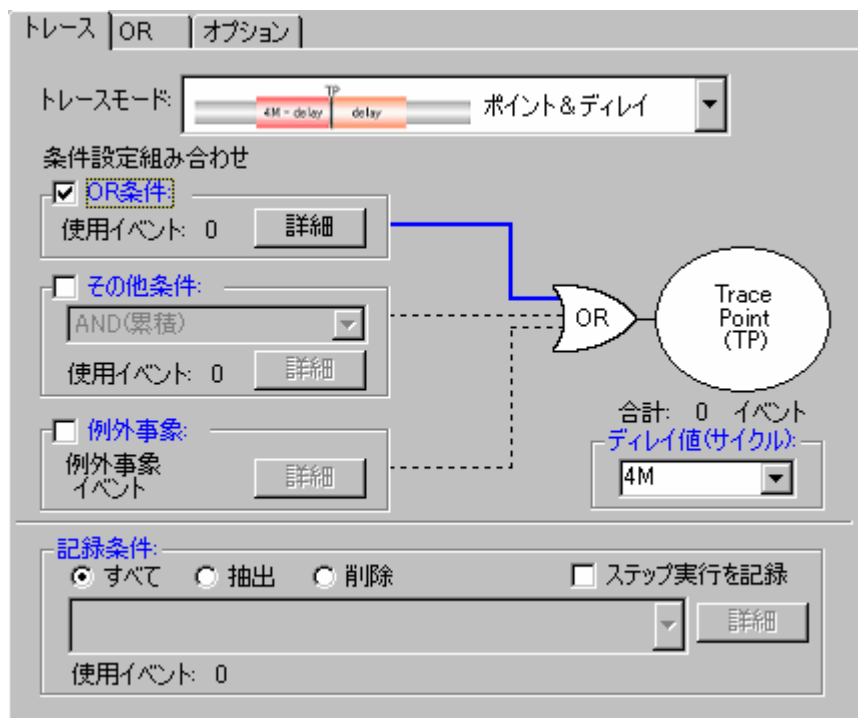 トレース OR オプション
トレースモード: TP 4M - delay delay ポイント&ディレイ
条件設定組み合わせ
OR条件:
使用イベント: 0 詳細
その他条件:
AND(累積)
使用イベント: 0 詳細
例外事象:
例外事象
イベント 詳細
OR
Trace
Point
(TP)
合計: 0 イベント
ディレイ値(サイクル):
4M
記録条件:
すべて 抽出 削除 ステップ実行を記録
詳細
使用イベント: 0